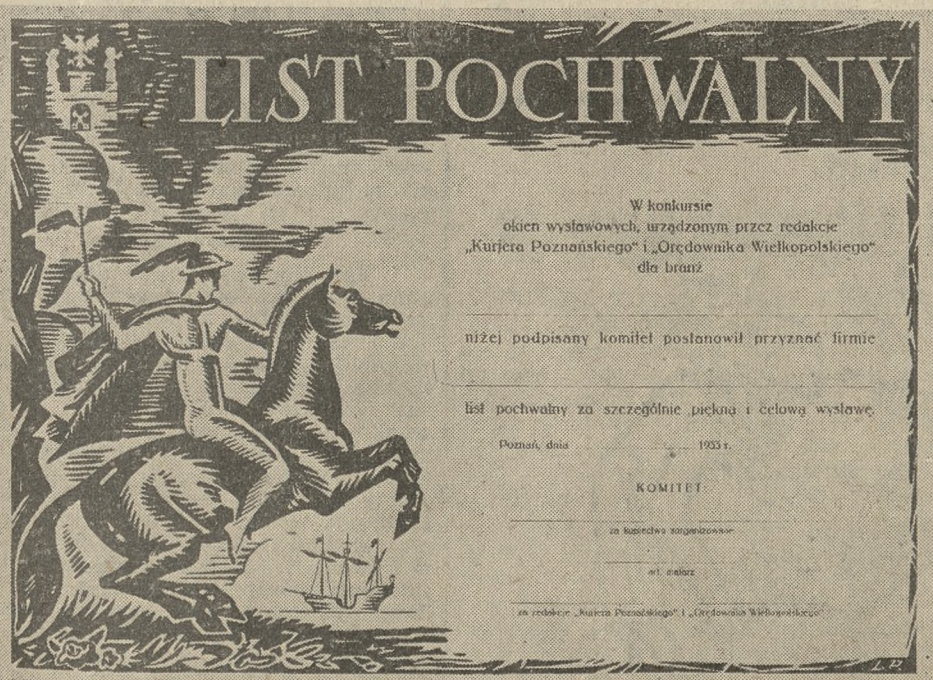 LIST POCHWALNY
W konkursie
okien wystawowych, urządzonym przez redakcje
„Kurjera Poznańskiego“ i „Orędownika Wielkopolskiego“
dla branż
niżej podpisany komitet postanowił przyznać firmie
list pochwalny za szczególnie piękną i celową wystawę.
Poznań, dnia 1933 r.
KOMITET:
za kupiectwo zorganizowane
art. malarz
za redakcje „Kurjera Poznańskiego“ i „Orędownika Wielkopolskiego“